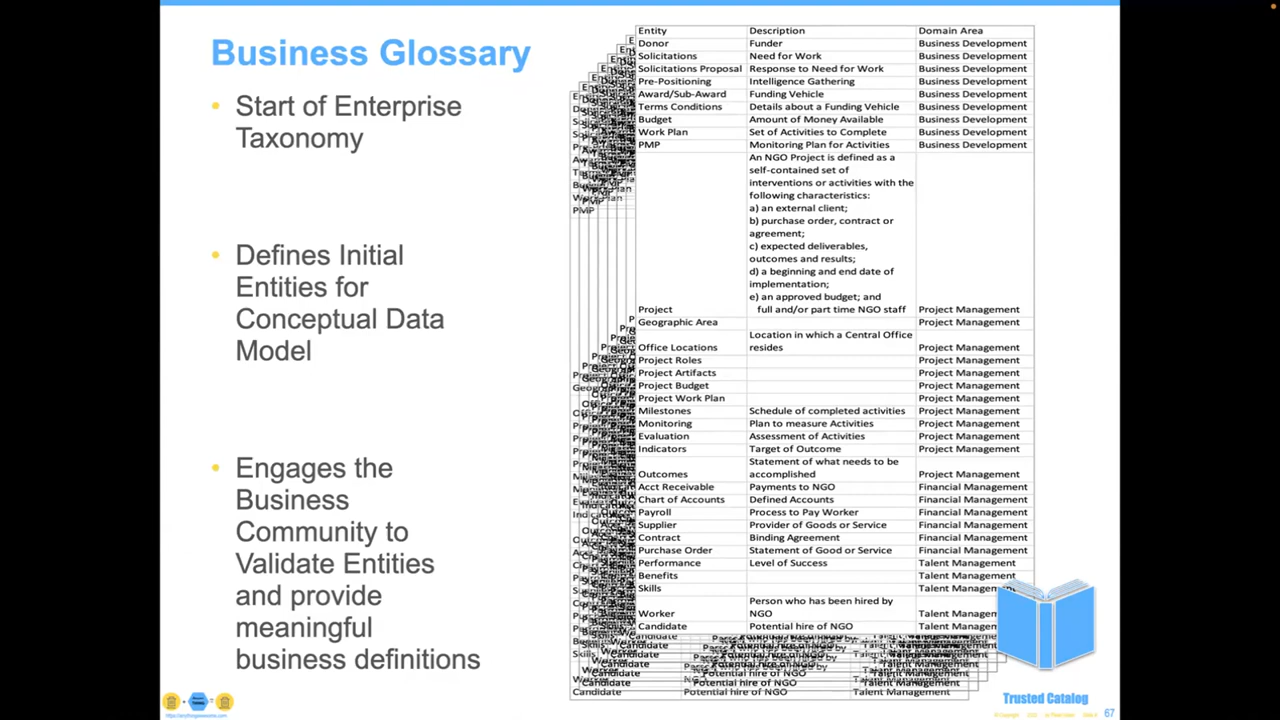 Business Glossary
• Start of Enterprise
Taxonomy
• Defines Initial
Entities for
Conceptual Data
Model
• Engages the
Business
Community to
Validate Entities
and provide
meaningful
business definitions
Entity Description Domain Area
Donor Funder Business Development
Solicitations Need for Work Business Development
Solicitations Proposal Response to Need for Work Business Development
Pre-Positioning Intelligence Gathering Business Development
Award/Sub-Award Funding Vehicle Business Development
Terms Conditions Details about a Funding Vehicle Business Development
Budget Amount of Money Available Business Development
Work Plan Set of Activities to Complete Business Development
PMP Monitoring Plan for Activities Business Development
An NGO Project is defined as a
self-contained set of
interventions or activities with the
following characteristics:
a) an external client;
b) purchase order, contract or
agreement;
c) expected deliverables,
outcomes and results;
d) a beginning and end date of
implementation;
e) an approved budget; and
Project full and/or part time NGO staff Project Management
Geographic Area Project Management
Location in which a Central Office
Office Locations resides Project Management
Project Roles Project Management
Project Artifacts Project Management
Project Budget Project Management
Project Work Plan Project Management
Milestones Schedule of completed activities Project Management
Monitoring Plan to measure Activities Project Management
Evaluation Assessment of Activities Project Management
Indicators Target of Outcome Project Management
Statement of what needs to be
Outcomes accomplished Project Management
Acct Receivable Payments to NGO Financial Management
Chart of Accounts Defined Accounts Financial Management
Payroll Process to Pay Worker Financial Management
Supplier Provider of Goods or Service Financial Management
Contract Binding Agreement Financial Management
Purchase Order Statement of Good or Service Financial Management
Performance Level of Success Talent Management
Benefits Talent Management
Skills Talent Management
Person who has been hired by
Worker NGO Talent Management
Candidate Potential hire of NGO Talent Management
Candidate Potential hire of NGO Talent Management
Trusted Catalog
67